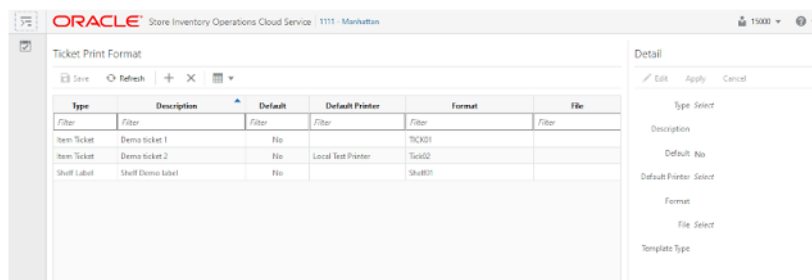 ORACLE Store Inventory Operations Cloud Service 1111 - Manhattan 15000
Ticket Print Format
Save Refresh
Type Description Default Default Printer Format File
Filter Filter Filter Filter Filter Filter
Item Ticket Demo ticket 1 No TICK01
Item Ticket Demo ticket 2 No Local Test Printer Tick02
Shelf Label Shelf Demo label No Shelf01
Detail
Edit Apply Cancel
Type Select
Description
Default No
Default Printer Select
Format
File Select
Template Type